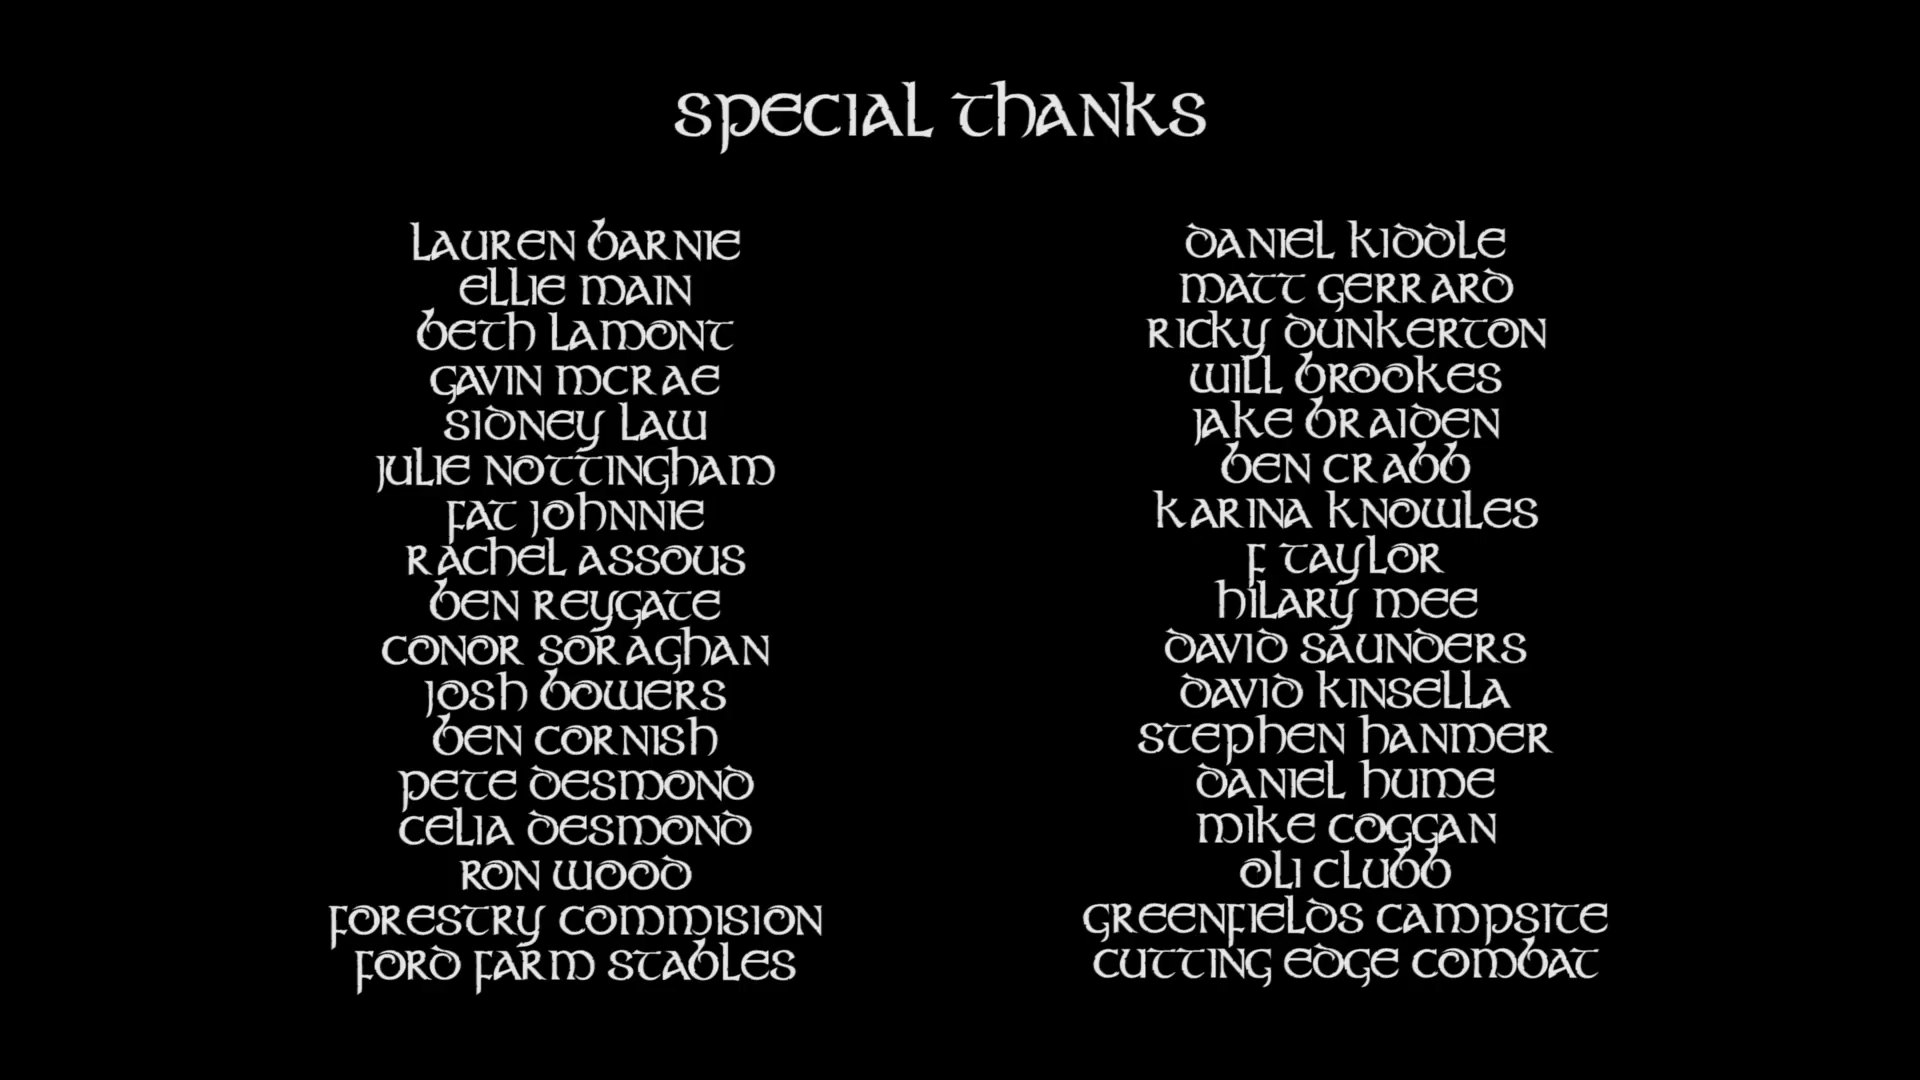 SPECIAL THANKS
LAUREN BARNIE
ELLIE MAIN
BETH LAMONT
GAVIN MCRAE
SIDNEY LAW
JULIE NOTTINGHAM
FAT JOHNNIE
RACHEL ASSOUS
BEN REYGATE
CONOR SORAGHAN
JOSH BOWERS
BEN CORNISH
PETE DESMOND
CELIA DESMOND
RON WOOD
FORESTRY COMMISION
FORD FARM STABLES
DANIEL KIDDLE
MATT GERRARD
RICKY DUNKERTON
WILL BROOKES
JAKE BRAIDEN
BEN CRABB
KARINA KNOWLES
F TAYLOR
HILARY MEE
DAVID SAUNDERS
DAVID KINSELLA
STEPHEN HANMER
DANIEL HUME
MIKE COGGAN
OLI CLUBB
GREENFIELDS CAMPSITE
CUTTING EDGE COMBAT